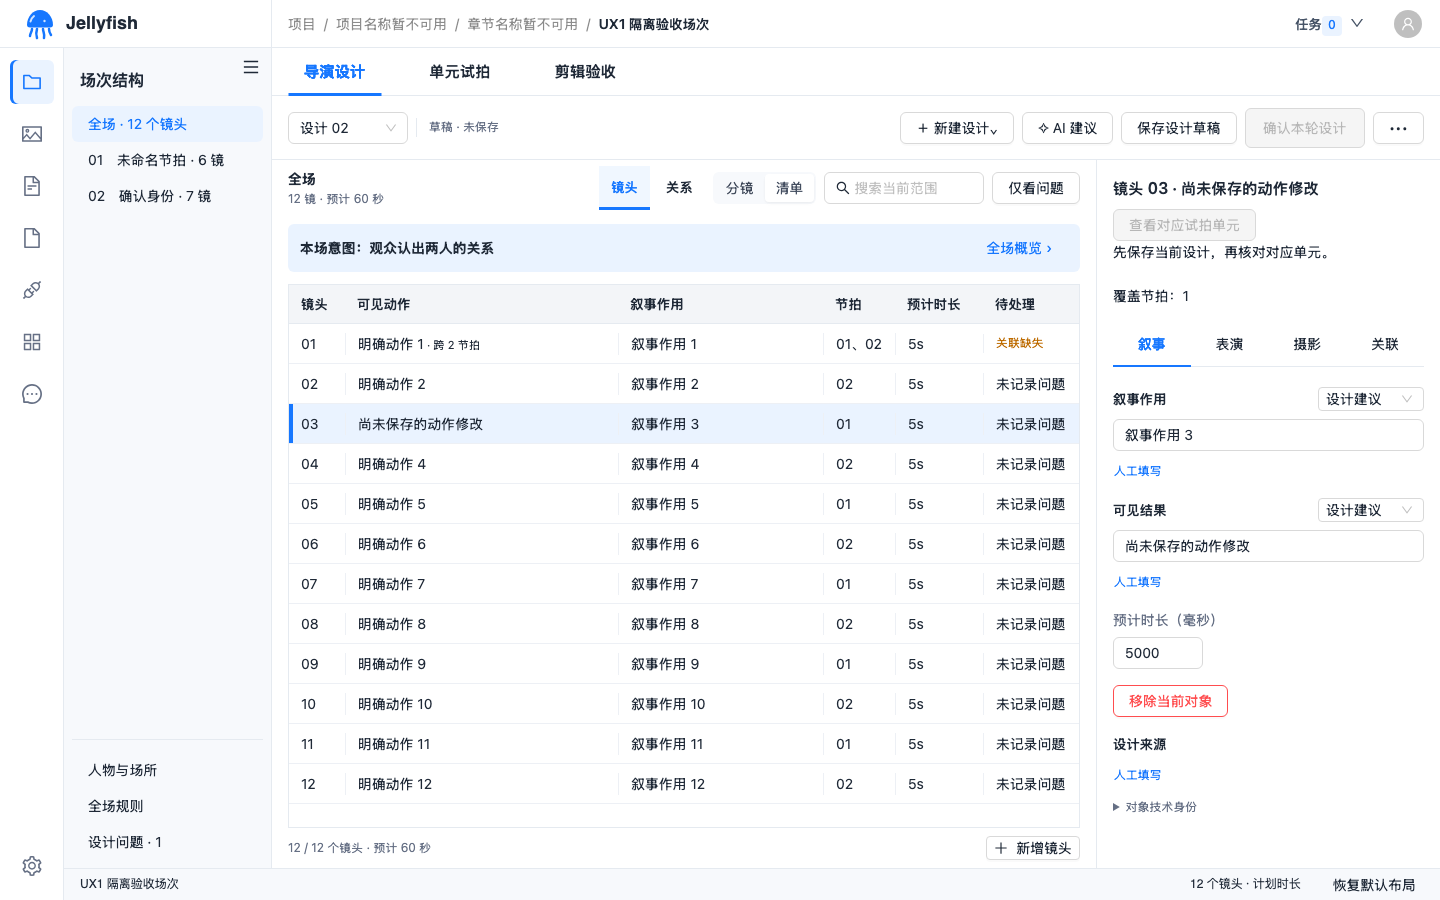 Jellyfish
项目 / 项目名称暂不可用 / 章节名称暂不可用 / UX1 隔离验收场次
任务 0
场次结构
全场 · 12 个镜头
01 未命名节拍 · 6 镜
02 确认身份 · 7 镜
人物与场所
全场规则
设计问题 · 1
导演设计 单元试拍 剪辑验收
设计 02
草稿 · 未保存
+ 新建设计
AI 建议
保存设计草稿
确认本轮设计
···
全场
12 镜 · 预计 60 秒
镜头 关系
分镜 清单
搜索当前范围
仅看问题
本场意图：观众认出两人的关系
全场概览 ›
镜头 可见动作 叙事作用 节拍 预计时长 待处理
01 明确动作 1 · 跨 2 节拍 叙事作用 1 01、02 5s 关联缺失
02 明确动作 2 叙事作用 2 02 5s 未记录问题
03 尚未保存的动作修改 叙事作用 3 01 5s 未记录问题
04 明确动作 4 叙事作用 4 02 5s 未记录问题
05 明确动作 5 叙事作用 5 01 5s 未记录问题
06 明确动作 6 叙事作用 6 02 5s 未记录问题
07 明确动作 7 叙事作用 7 01 5s 未记录问题
08 明确动作 8 叙事作用 8 02 5s 未记录问题
09 明确动作 9 叙事作用 9 01 5s 未记录问题
10 明确动作 10 叙事作用 10 02 5s 未记录问题
11 明确动作 11 叙事作用 11 01 5s 未记录问题
12 明确动作 12 叙事作用 12 02 5s 未记录问题
12 / 12 个镜头 · 预计 60 秒
+ 新增镜头
镜头 03 · 尚未保存的动作修改
查看对应试拍单元
先保存当前设计，再核对对应单元。
覆盖节拍：1
叙事 表演 摄影 关联
叙事作用 设计建议
叙事作用 3
人工填写
可见结果 设计建议
尚未保存的动作修改
人工填写
预计时长（毫秒）
5000
移除当前对象
设计来源
人工填写
对象技术身份
UX1 隔离验收场次
12 个镜头 · 计划时长
恢复默认布局